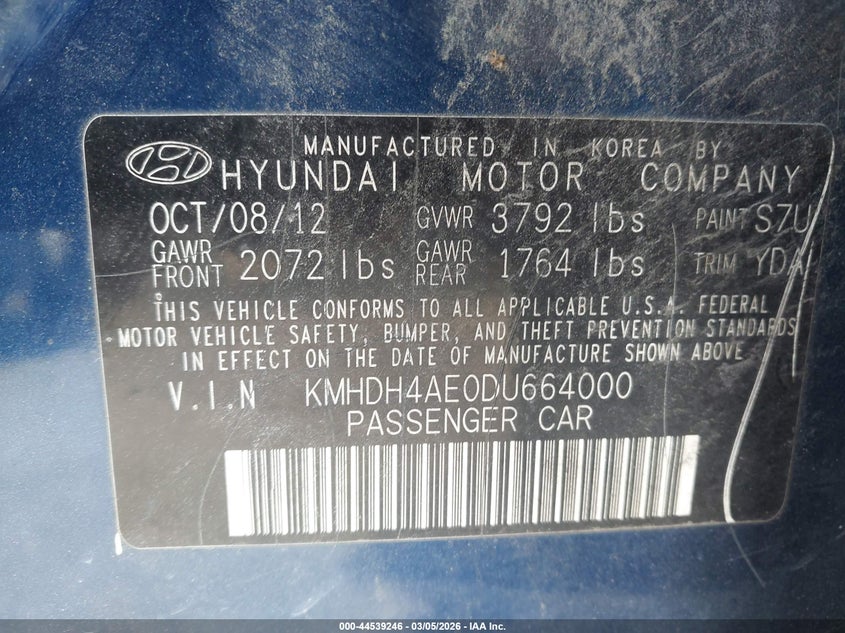 MANUFACTURED IN KOREA BY
HYUNDAI MOTOR COMPANY
OCT/08/12 GVWR 3792 lbs PAINT S7U
GAWR FRONT 2072 lbs GAWR REAR 1764 lbs TRIM YDA
THIS VEHICLE CONFORMS TO ALL APPLICABLE U.S.A. FEDERAL
MOTOR VEHICLE SAFETY, BUMPER, AND THEFT PREVENTION STANDARDS
IN EFFECT ON THE DATE OF MANUFACTURE SHOWN ABOVE
V.I.N KMHDH4AE0DU664000
PASSENGER CAR
000-44539246 - 03/05/2026 - IAA Inc.